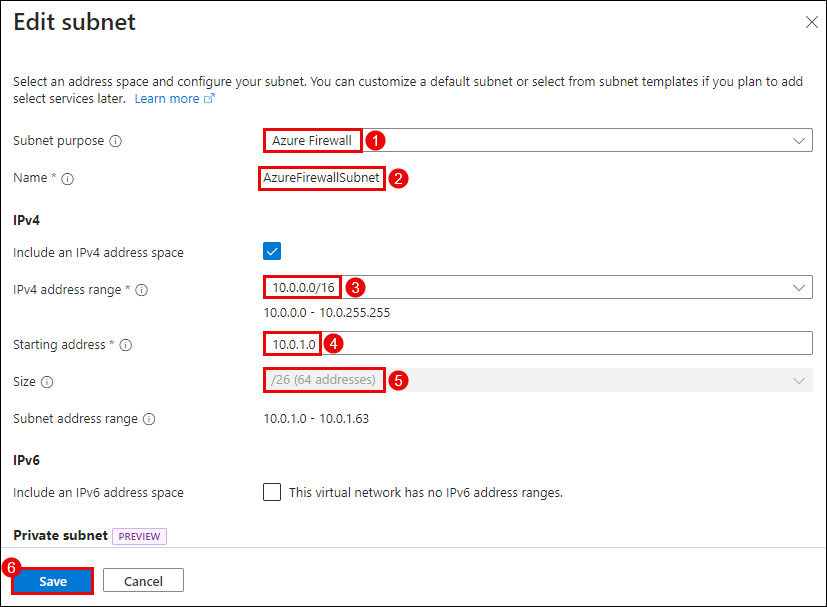 Edit subnet
Select an address space and configure your subnet. You can customize a default subnet or select from subnet templates if you plan to add
select services later. Learn more
Subnet purpose Azure Firewall 1
Name * AzureFirewallSubnet 2
IPv4
Include an IPv4 address space
IPv4 address range * 10.0.0.0/16 3
10.0.0.0 - 10.0.255.255
Starting address * 10.0.1.0 4
Size /26 (64 addresses) 5
Subnet address range 10.0.1.0 - 10.0.1.63
IPv6
Include an IPv6 address space This virtual network has no IPv6 address ranges.
Private subnet PREVIEW
6
Save Cancel